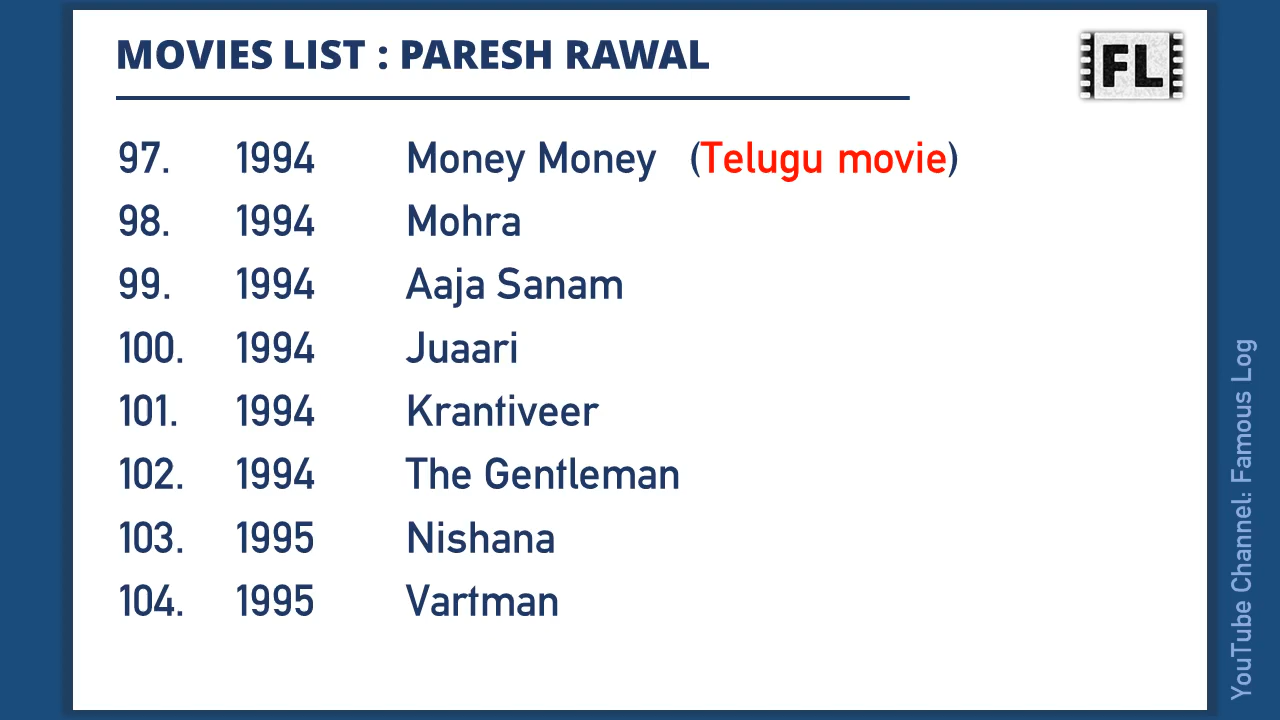 MOVIES LIST : PARESH RAWAL
FL
97. 1994 Money Money (Telugu movie)
98. 1994 Mohra
99. 1994 Aaja Sanam
100. 1994 Juaari
101. 1994 Krantiveer
102. 1994 The Gentleman
103. 1995 Nishana
104. 1995 Vartman
YouTube Channel: Famous Log